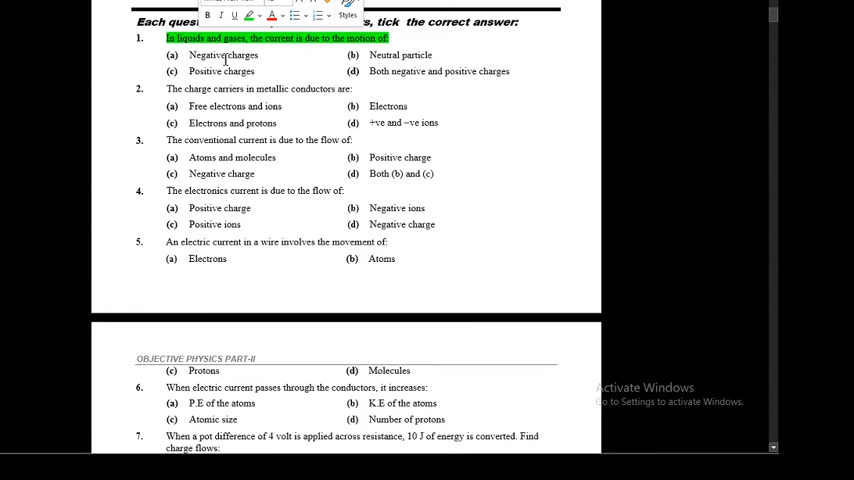 Each
rs, tick the correct answer:
B I U A Styles
1. In liquids and gases, the current is due to the motion of:
(a) Negative charges (b) Neutral particle
(c) Positive charges (d) Both negative and positive charges
2. The charge carriers in metallic conductors are:
(a) Free electrons and ions (b) Electrons
(c) Electrons and protons (d) +ve and –ve ions
3. The conventional current is due to the flow of:
(a) Atoms and molecules (b) Positive charge
(c) Negative charge (d) Both (b) and (c)
4. The electronics current is due to the flow of:
(a) Positive charge (b) Negative ions
(c) Positive ions (d) Negative charge
5. An electric current in a wire involves the movement of:
(a) Electrons (b) Atoms
OBJECTIVE PHYSICS PART-II
(c) Protons (d) Molecules
6. When electric current passes through the conductors, it increases:
(a) P.E of the atoms (b) K.E of the atoms
(c) Atomic size (d) Number of protons
7. When a pot difference of 4 volt is applied across resistance, 10 J of energy is converted. Find
charge flows:
Activate Windows
Go to Settings to activate Windows.